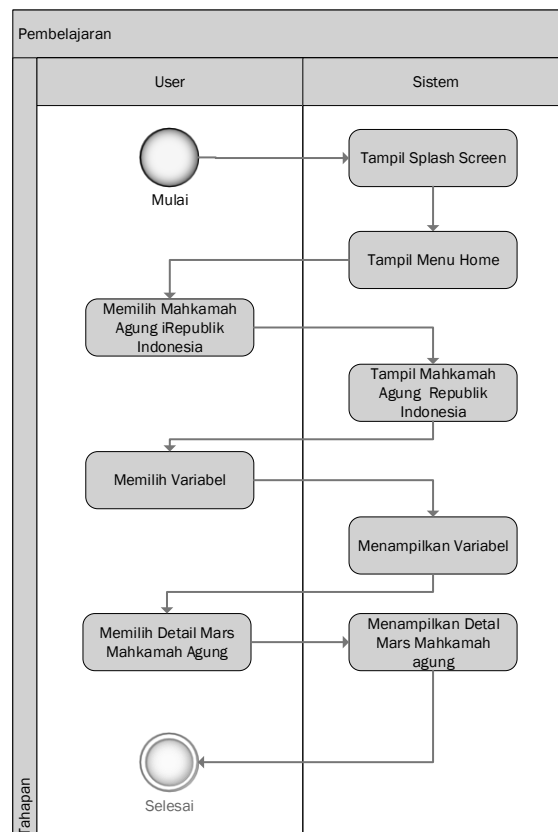 Pembelajaran
User
Sistem
Tampil Splash Screen
Mulai
Tampil Menu Home
Memilih Mahkamah
Agung iRepublik
Indonesia
Tampil Mahkamah
Agung Republik
Indonesia
Memilih Variabel
Menampilkan Variabel
Memilih Detail Mars
Mahkamah Agung
Menampilkan Detal
Mars Mahkamah
agung
Selesai
Tahapan